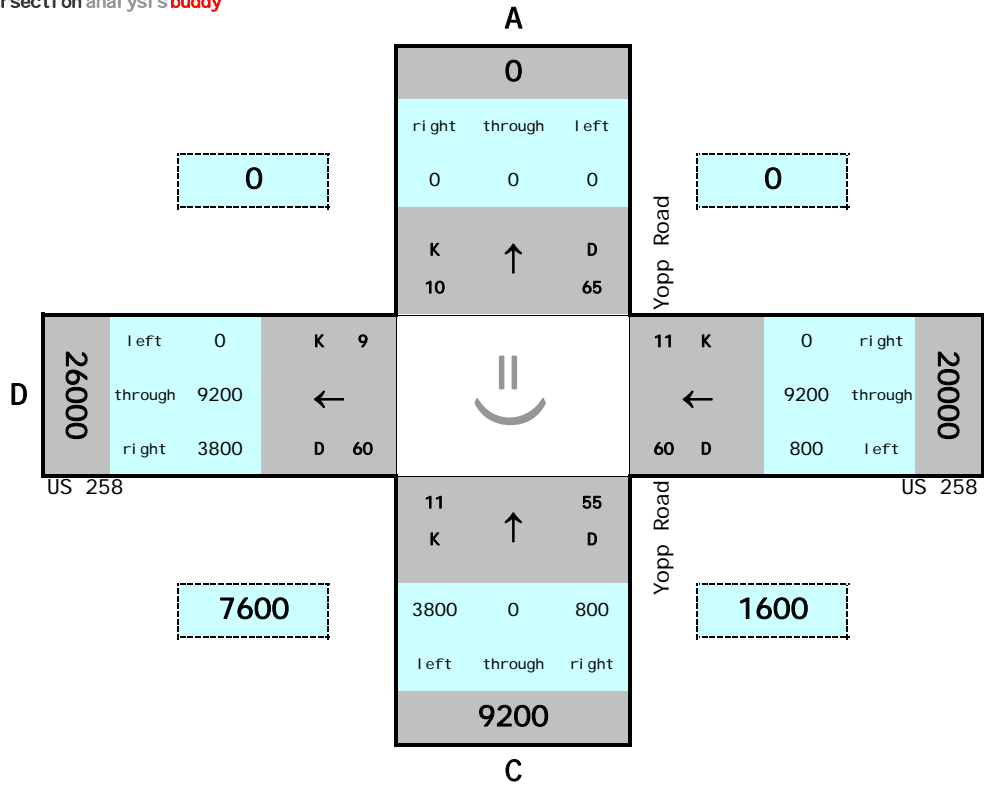 rsection analysis buddy
A
0
right through left
0 0 0
0 0
K D
10 65
Yopp Road
left 0 K 9 11 K 0 right
D 26000 through 9200 ← ← 9200 through 20000
right 3800 D 60 60 D 800 left
US 258 US 258
11 55
K D
Yopp Road
7600 1600
3800 0 800
left through right
9200
C